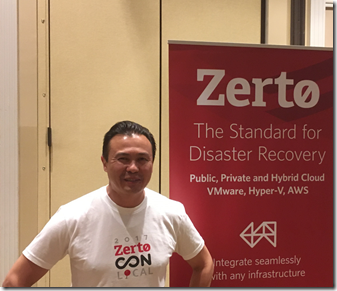 2017
Zertø
CON
LOCAL
Zertø
The Standard for
Disaster Recovery
Public, Private and Hybrid Cloud
VMware, Hyper-V, AWS
Integrate seamlessly
with any infrastructure